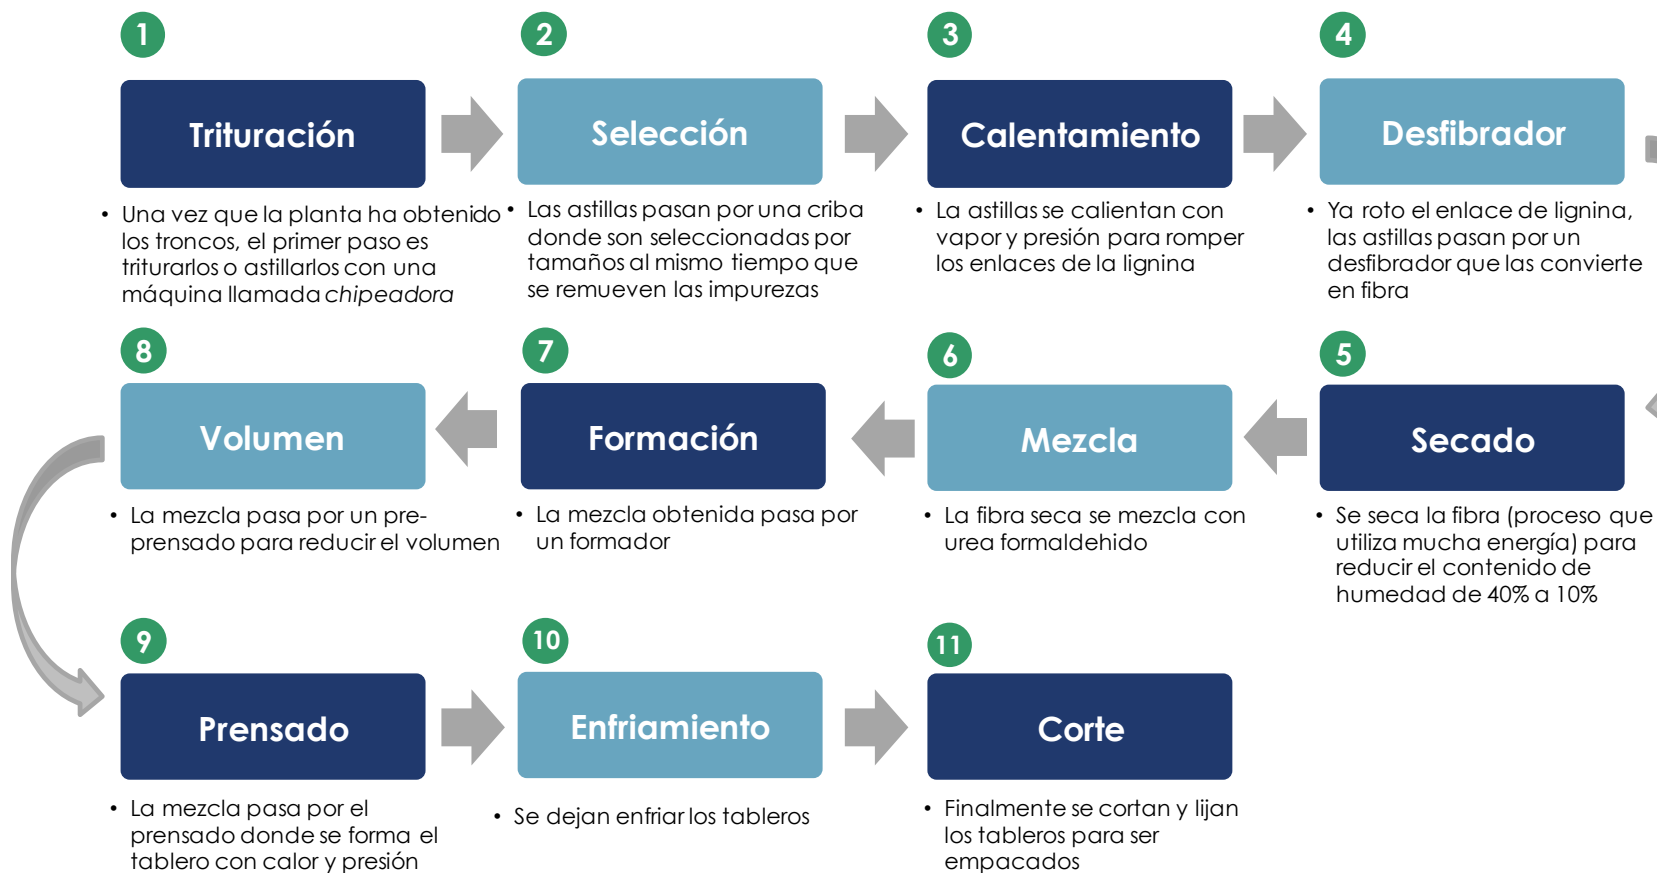 1
Trituración
• Una vez que la planta ha obtenido
los troncos, el primer paso es
triturarlos o astillarlos con una
máquina llamada chipeadora
2
Selección
• Las astillas pasan por una criba
donde son seleccionadas por
tamaños al mismo tiempo que
se remueven las impurezas
3
Calentamiento
• La astillas se calientan con
vapor y presión para romper
los enlaces de la lignina
4
Desfibrador
• Ya roto el enlace de lignina,
las astillas pasan por un
desfibrador que las convierte
en fibra
5
Secado
• Se seca la fibra (proceso que
utiliza mucha energía) para
reducir el contenido de
humedad de 40% a 10%
6
Mezcla
• La fibra seca se mezcla con
urea formaldehido
7
Formación
• La mezcla obtenida pasa por
un formador
8
Volumen
• La mezcla pasa por un pre-
prensado para reducir el volumen
9
Prensado
• La mezcla pasa por el
prensado donde se forma el
tablero con calor y presión
10
Enfriamiento
• Se dejan enfriar los tableros
11
Corte
• Finalmente se cortan y lijan
los tableros para ser
empacados